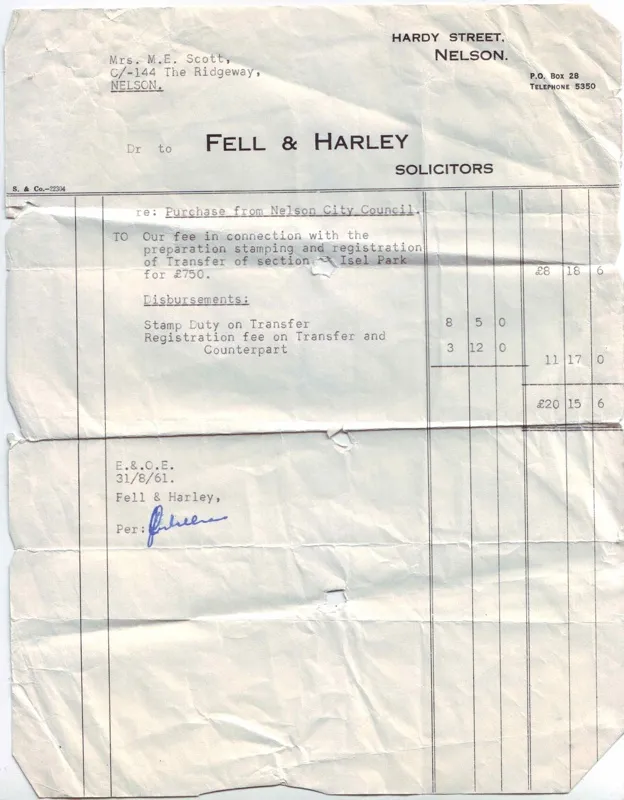 HARDY STREET,
NELSON.
Mrs. M.E. Scott,
C/-144 The Ridgeway,
NELSON.
P.O. Box 28
TELEPHONE 5350
Dr to FELL & HARLEY
SOLICITORS
S. & Co.-22304
re: Purchase from Nelson City Council.
TO Our fee in connection with the
preparation stamping and registration
of Transfer of section Isel Park
for £750. £8 18 6
Disbursements:
Stamp Duty on Transfer 8 5 0
Registration fee on Transfer and
Counterpart 3 12 0
11 17 0
£20 15 6
E.&.O.E.
31/8/61.
Fell & Harley,
Per: